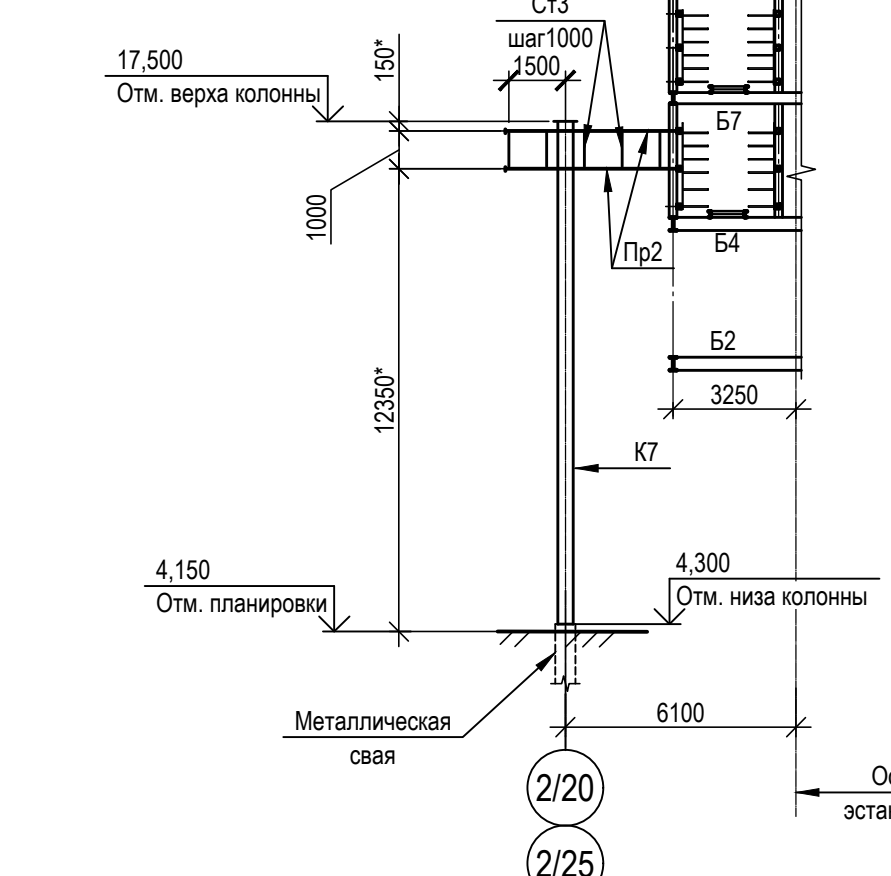 Ст3
шаг1000
1500
17,500
Отм. верха колонны
150*
1000
12350*
Б7
Б4
Пр2
Б2
3250
К7
4,150
Отм. планировки
4,300
Отм. низа колонны
Металлическая
свая
6100
2/20
2/25